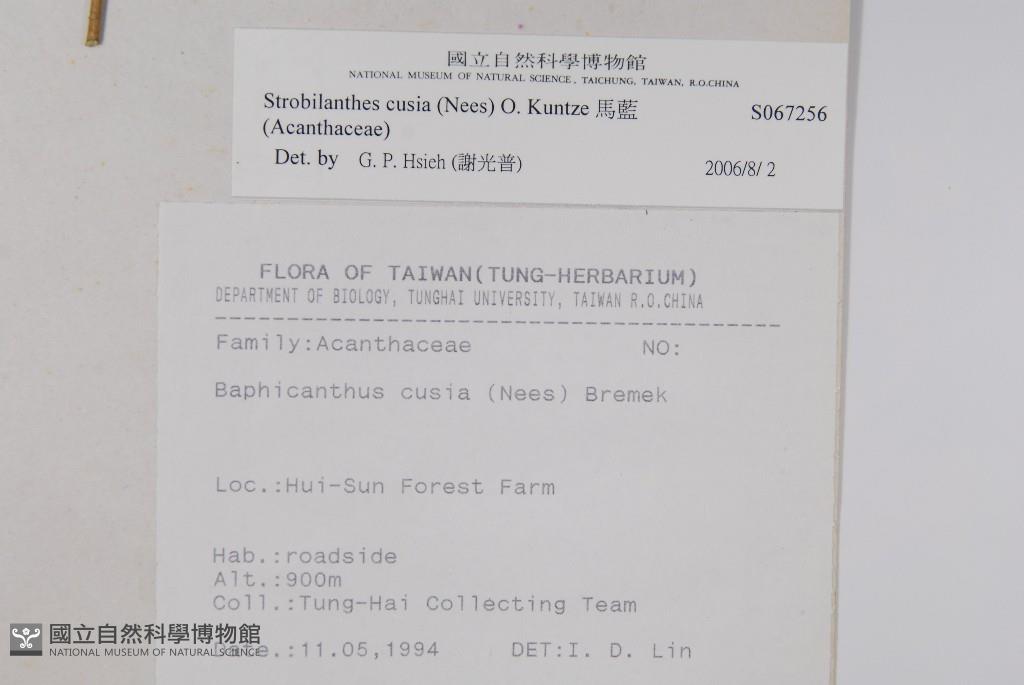 國立自然科學博物館
NATIONAL MUSEUM OF NATURAL SCIENCE, TAICHUNG, TAIWAN, R.O.CHINA
Strobilanthes cusia (Nees) O. Kuntze 馬藍 S067256
(Acanthaceae)
Det. by G. P. Hsieh (謝光普) 2006/8/ 2
FLORA OF TAIWAN(TUNG-HERBARIUM)
DEPARTMENT OF BIOLOGY, TUNGHAI UNIVERSITY, TAIWAN R.O.CHINA
Family:Acanthaceae NO:
Baphicanthus cusia (Nees) Bremek
Loc.:Hui-Sun Forest Farm
Hab.:roadside
Alt.:900m
Coll.:Tung-Hai Collecting Team
Date.:11.05,1994 DET:I. D. Lin
國立自然科學博物館
NATIONAL MUSEUM OF NATURAL SCIENCE